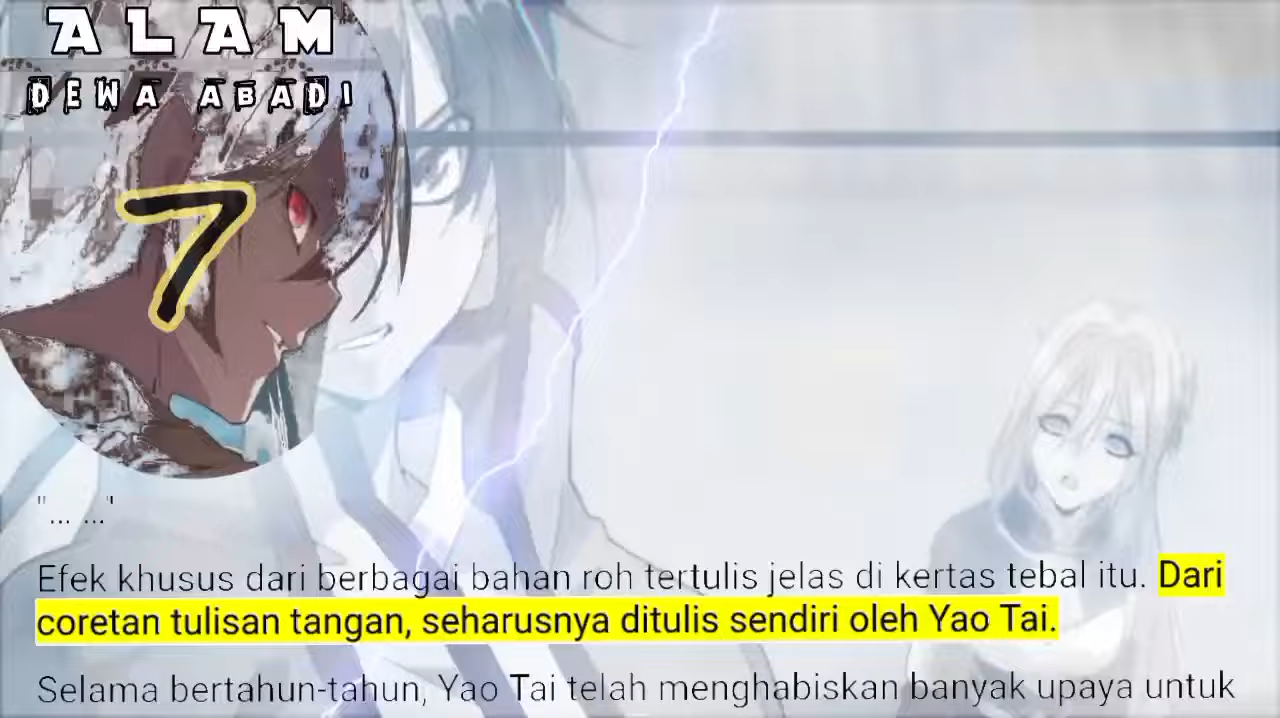 ALAM
DEWA ABADI
7
"... ..."
Efek khusus dari berbagai bahan roh tertulis jelas di kertas tebal itu. Dari
coretan tulisan tangan, seharusnya ditulis sendiri oleh Yao Tai.
Selama bertahun-tahun, Yao Tai telah menghabiskan banyak upaya untuk